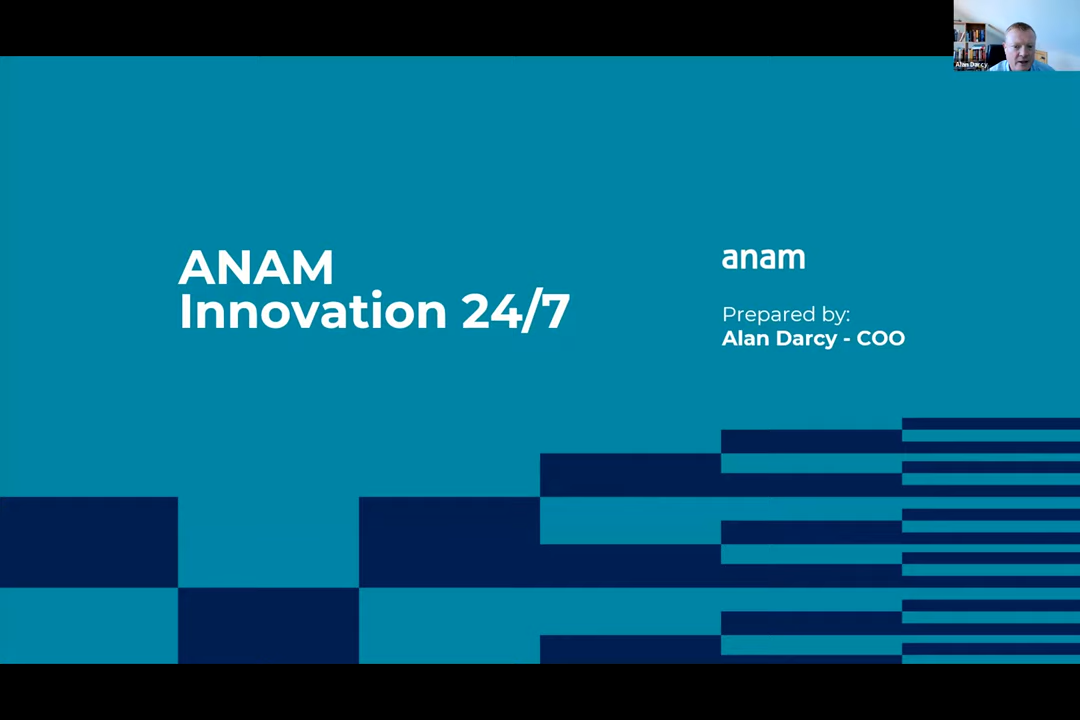 Alan Darcy
ANAM
Innovation 24/7
anam
Prepared by:
Alan Darcy - COO